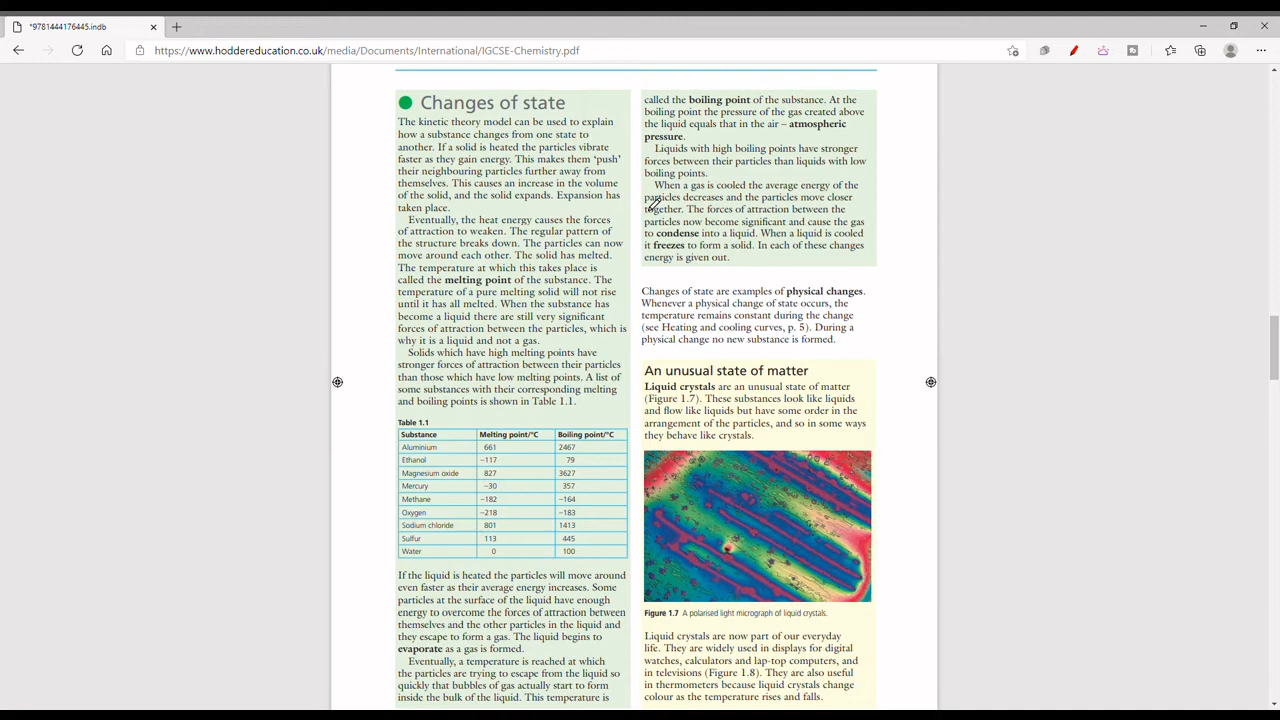 *9781444176445.indb
https://www.hoddereducation.co.uk/media/Documents/International/IGCSE-Chemistry.pdf
Changes of state
The kinetic theory model can be used to explain
how a substance changes from one state to
another. If a solid is heated the particles vibrate
faster as they gain energy. This makes them ‘push’
their neighbouring particles further away from
themselves. This causes an increase in the volume
of the solid, and the solid expands. Expansion has
taken place.
Eventually, the heat energy causes the forces
of attraction to weaken. The regular pattern of
the structure breaks down. The particles can now
move around each other. The solid has melted.
The temperature at which this takes place is
called the melting point of the substance. The
temperature of a pure melting solid will not rise
until it has all melted. When the substance has
become a liquid there are still very significant
forces of attraction between the particles, which is
why it is a liquid and not a gas.
Solids which have high melting points have
stronger forces of attraction between their particles
than those which have low melting points. A list of
some substances with their corresponding melting
and boiling points is shown in Table 1.1.
Table 1.1
Substance Melting point/°C Boiling point/°C
Aluminium 661 2467
Ethanol −117 79
Magnesium oxide 827 3627
Mercury −30 357
Methane −182 −164
Oxygen −218 −183
Sodium chloride 801 1413
Sulfur 113 445
Water 0 100
If the liquid is heated the particles will move around
even faster as their average energy increases. Some
particles at the surface of the liquid have enough
energy to overcome the forces of attraction between
themselves and the other particles in the liquid and
they escape to form a gas. The liquid begins to
evaporate as a gas is formed.
Eventually, a temperature is reached at which
the particles are trying to escape from the liquid so
quickly that bubbles of gas actually start to form
inside the bulk of the liquid. This temperature is
called the boiling point of the substance. At the
boiling point the pressure of the gas created above
the liquid equals that in the air – atmospheric
pressure.
Liquids with high boiling points have stronger
forces between their particles than liquids with low
boiling points.
When a gas is cooled the average energy of the
particles decreases and the particles move closer
together. The forces of attraction between the
particles now become significant and cause the gas
to condense into a liquid. When a liquid is cooled
it freezes to form a solid. In each of these changes
energy is given out.
Changes of state are examples of physical changes.
Whenever a physical change of state occurs, the
temperature remains constant during the change
(see Heating and cooling curves, p. 5). During a
physical change no new substance is formed.
An unusual state of matter
Liquid crystals are an unusual state of matter
(Figure 1.7). These substances look like liquids
and flow like liquids but have some order in the
arrangement of the particles, and so in some ways
they behave like crystals.
Figure 1.7 A polarised light micrograph of liquid crystals.
Liquid crystals are now part of our everyday
life. They are widely used in displays for digital
watches, calculators and lap-top computers, and
in televisions (Figure 1.8). They are also useful
in thermometers because liquid crystals change
colour as the temperature rises and falls.